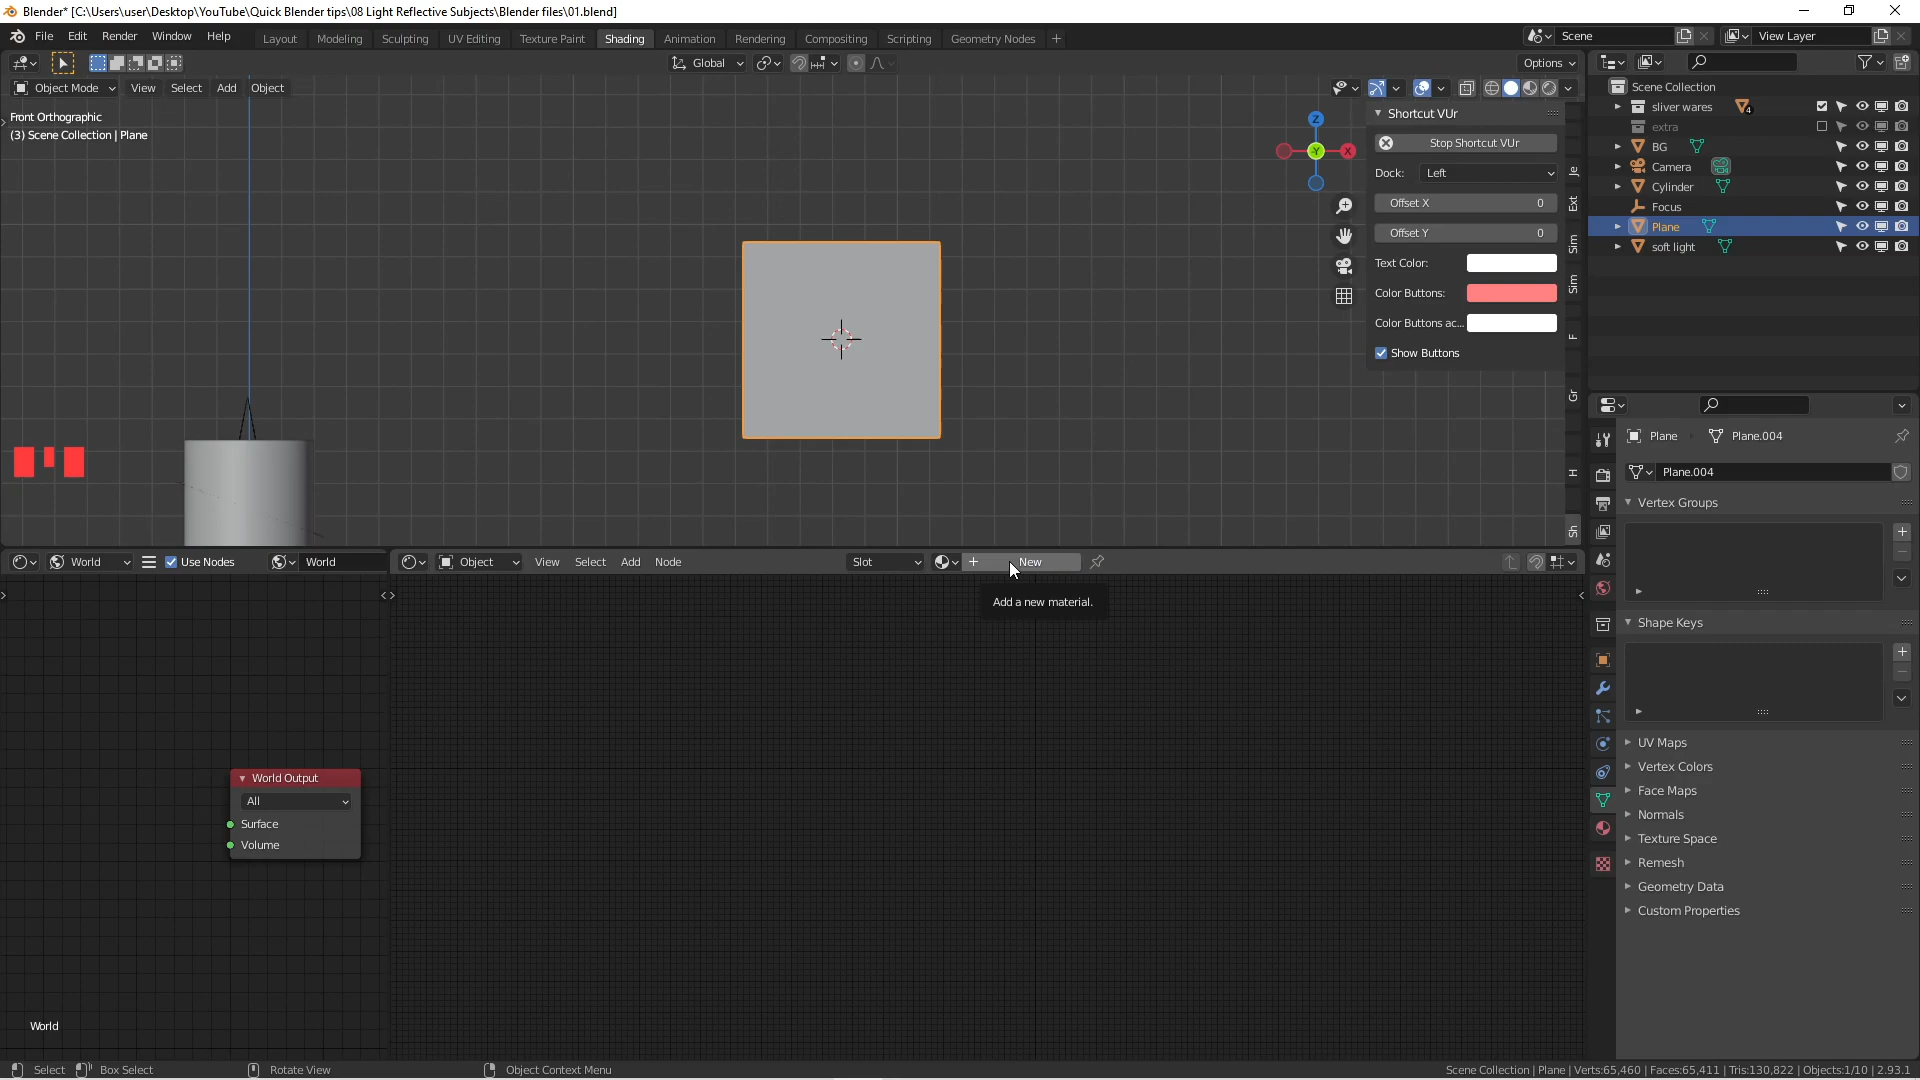 Blender* [C:\Users\user\Desktop\YouTube\Quick Blender tips\08 Light Reflective Subjects\Blender files\01.blend]
File Edit Render Window Help Layout Modeling Sculpting UV Editing Texture Paint Shading Animation Rendering Compositing Scripting Geometry Nodes + Scene View Layer
Global Options
Object Mode View Select Add Object
Front Orthographic
(3) Scene Collection | Plane
Z
Y
X
Shortcut VUr
Stop Shortcut VUr
Dock: Left
Offset X 0
Offset Y 0
Text Color:
Color Buttons:
Color Buttons ac...
Show Buttons
Je
Ext
Sim
Sim
F
Gr
H
Sh
Scene Collection
sliver wares 4
extra
BG
Camera
Cylinder
Focus
Plane
soft light
Plane Plane.004
Plane.004
Vertex Groups
Shape Keys
UV Maps
Vertex Colors
Face Maps
Normals
Texture Space
Remesh
Geometry Data
Custom Properties
World Use Nodes World
Object View Select Add Node Slot New
Add a new material.
World Output
All
Surface
Volume
World
Select Box Select Rotate View Object Context Menu Scene Collection | Plane | Verts:65,460 | Faces:65,411 | Tris:130,822 | Objects:1/10 | 2.93.1